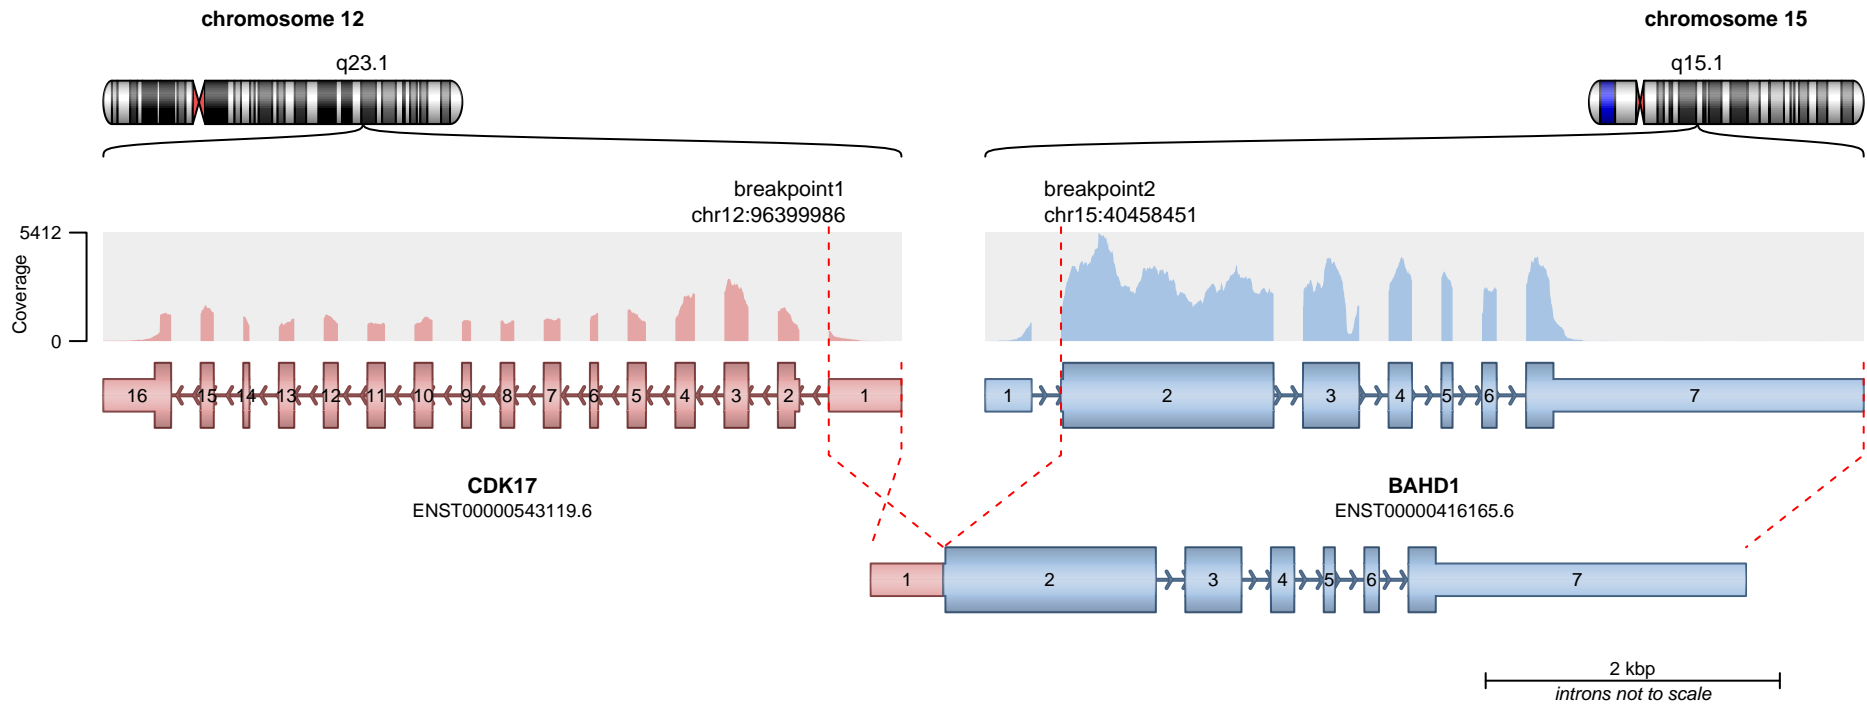 chromosome 12
chromosome 15
q23.1
q15.1
breakpoint1
chr12:96399986
breakpoint2
chr15:40458451
5412
0
Coverage
16 15 14 13 12 11 10 9 8 7 6 5 4 3 2 1
1 2 3 4 5 6 7
CDK17
ENST00000543119.6
BAHD1
ENST00000416165.6
1 2 3 4 5 6 7
2 kbp
introns not to scale